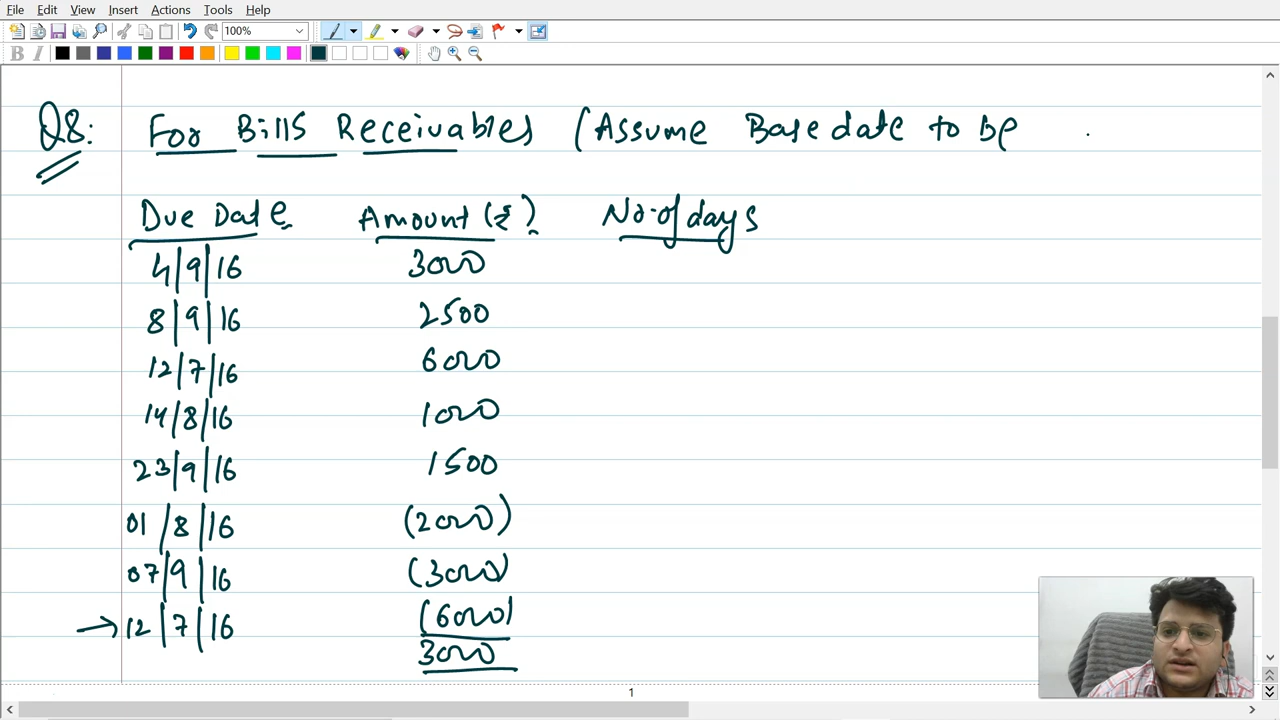 File Edit View Insert Actions Tools Help
100%
B I
Q8: For Bills Receivables (Assume Base date to be
Due Date Amount (₹) No. of days
4|9|16 3000
8|9|16 2500
12|7|16 6000
14|8|16 1000
23|9|16 1500
01|8|16 (2000)
07|9|16 (3000)
→12|7|16 (6000)
3000
1